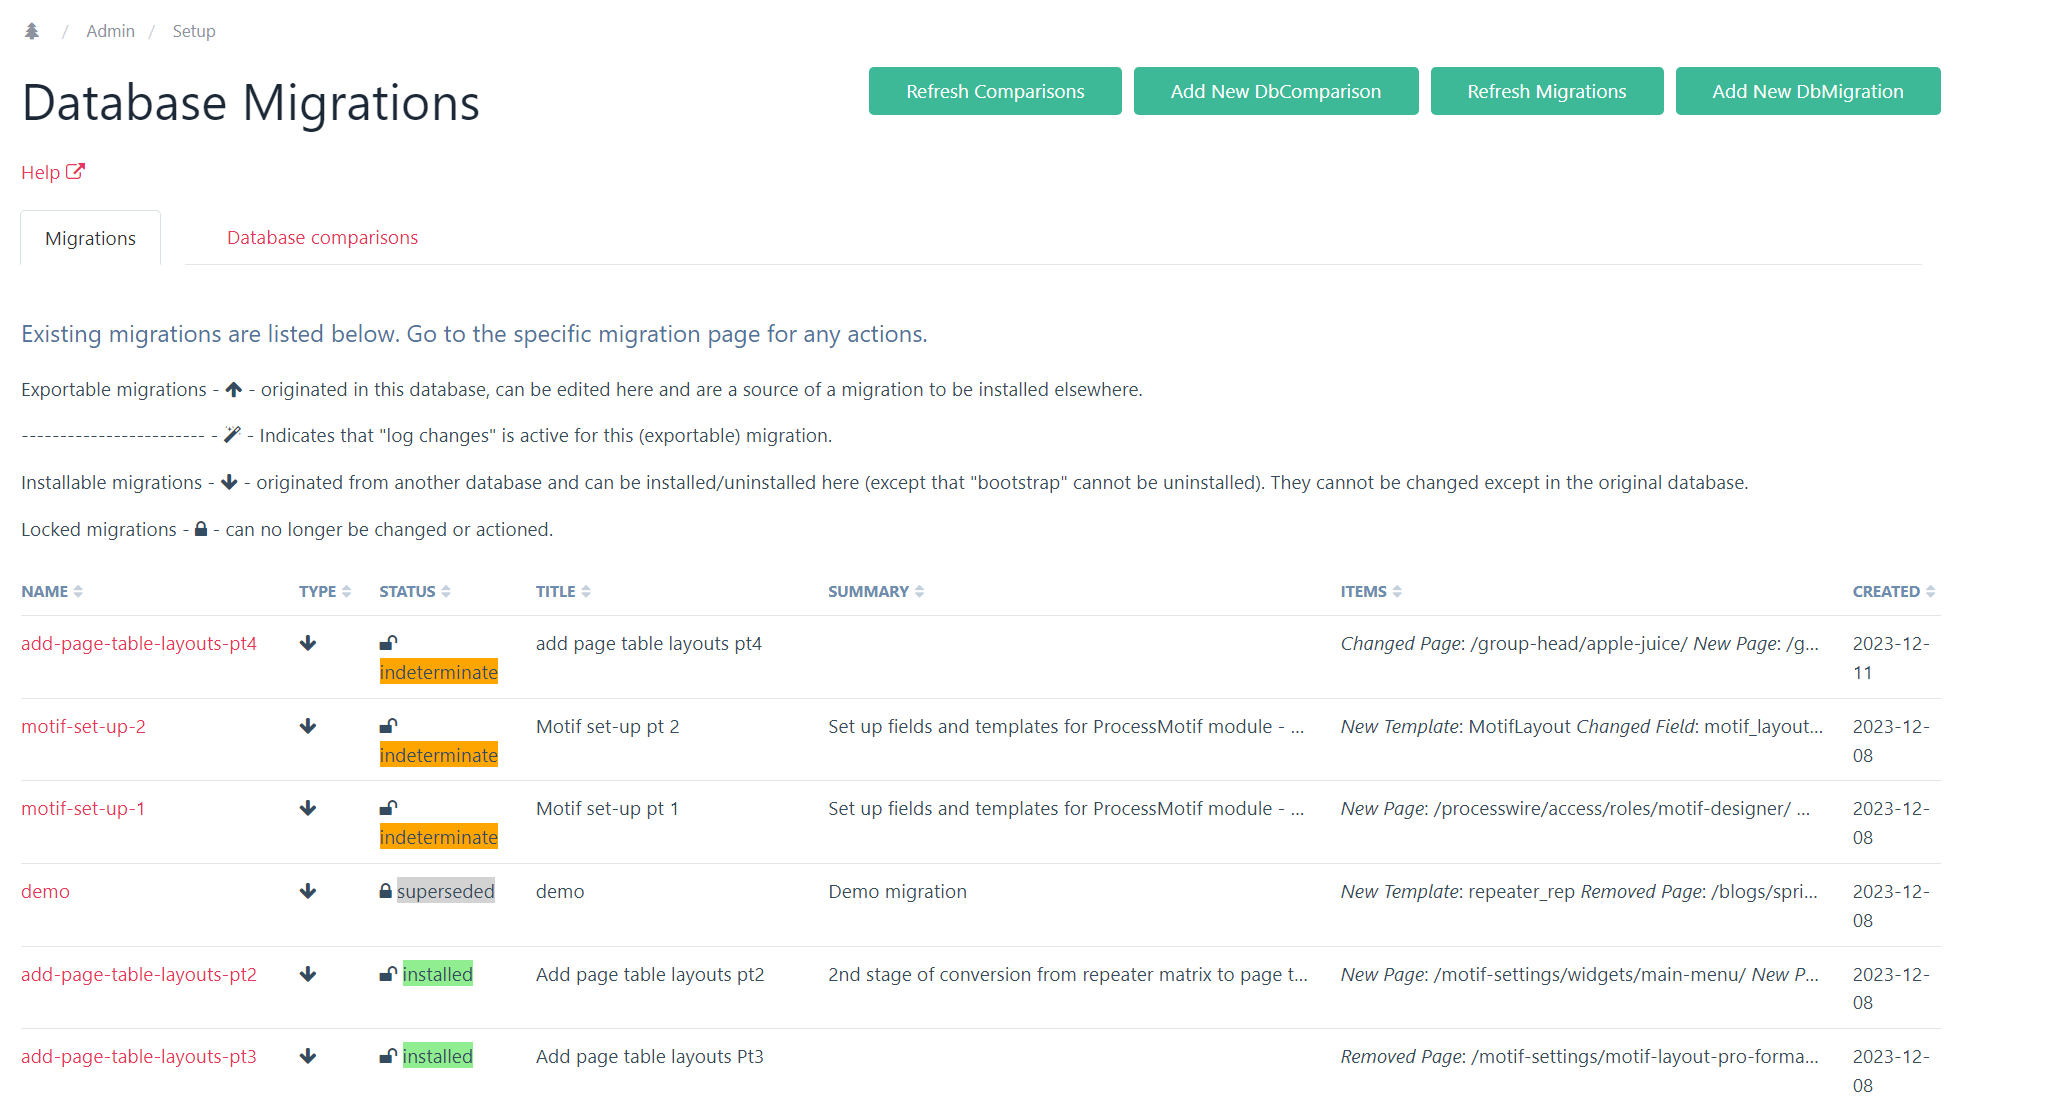 / Admin / Setup
Database Migrations
Refresh Comparisons Add New DbComparison Refresh Migrations Add New DbMigration
Help
Migrations Database comparisons
Existing migrations are listed below. Go to the specific migration page for any actions.
Exportable migrations - - originated in this database, can be edited here and are a source of a migration to be installed elsewhere.
------------------------ - - Indicates that "log changes" is active for this (exportable) migration.
Installable migrations - - originated from another database and can be installed/uninstalled here (except that "bootstrap" cannot be uninstalled). They cannot be changed except in the original database.
Locked migrations - - can no longer be changed or actioned.
NAME TYPE STATUS TITLE SUMMARY ITEMS CREATED
add-page-table-layouts-pt4 add page table layouts pt4 Changed Page: /group-head/apple-juice/ New Page: /g... 2023-12-
indeterminate 11
motif-set-up-2 Motif set-up pt 2 Set up fields and templates for ProcessMotif module - ... New Template: MotifLayout Changed Field: motif_layout... 2023-12-
indeterminate 08
motif-set-up-1 Motif set-up pt 1 Set up fields and templates for ProcessMotif module - ... New Page: /processwire/access/roles/motif-designer/ ... 2023-12-
indeterminate 08
demo superseded demo Demo migration New Template: repeater_rep Removed Page: /blogs/spri... 2023-12-
08
add-page-table-layouts-pt2 installed Add page table layouts pt2 2nd stage of conversion from repeater matrix to page t... New Page: /motif-settings/widgets/main-menu/ New P... 2023-12-
08
add-page-table-layouts-pt3 installed Add page table layouts Pt3 Removed Page: /motif-settings/motif-layout-pro-forma... 2023-12-
08